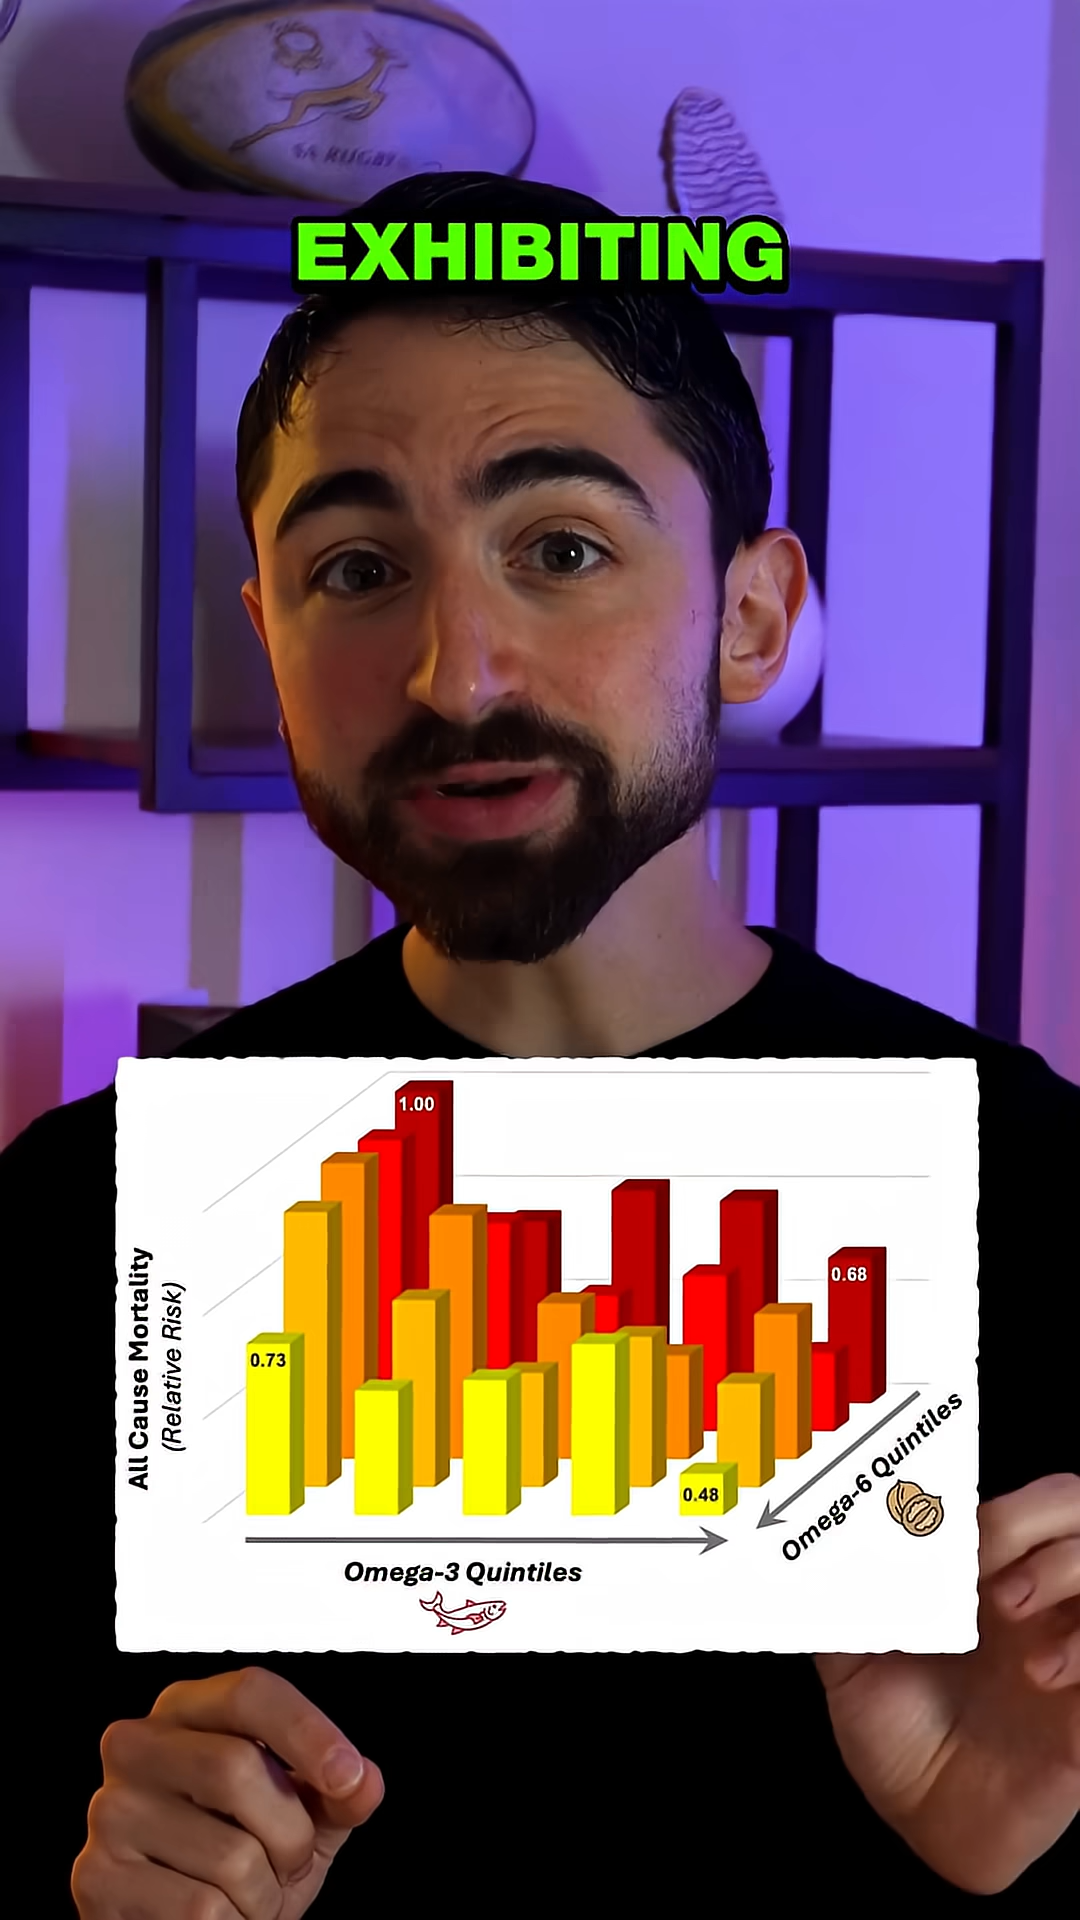 SA RUGBY
EXHIBITING
1.00
0.68
0.73
0.48
All Cause Mortality
(Relative Risk)
Omega-3 Quintiles
Omega-6 Quintiles